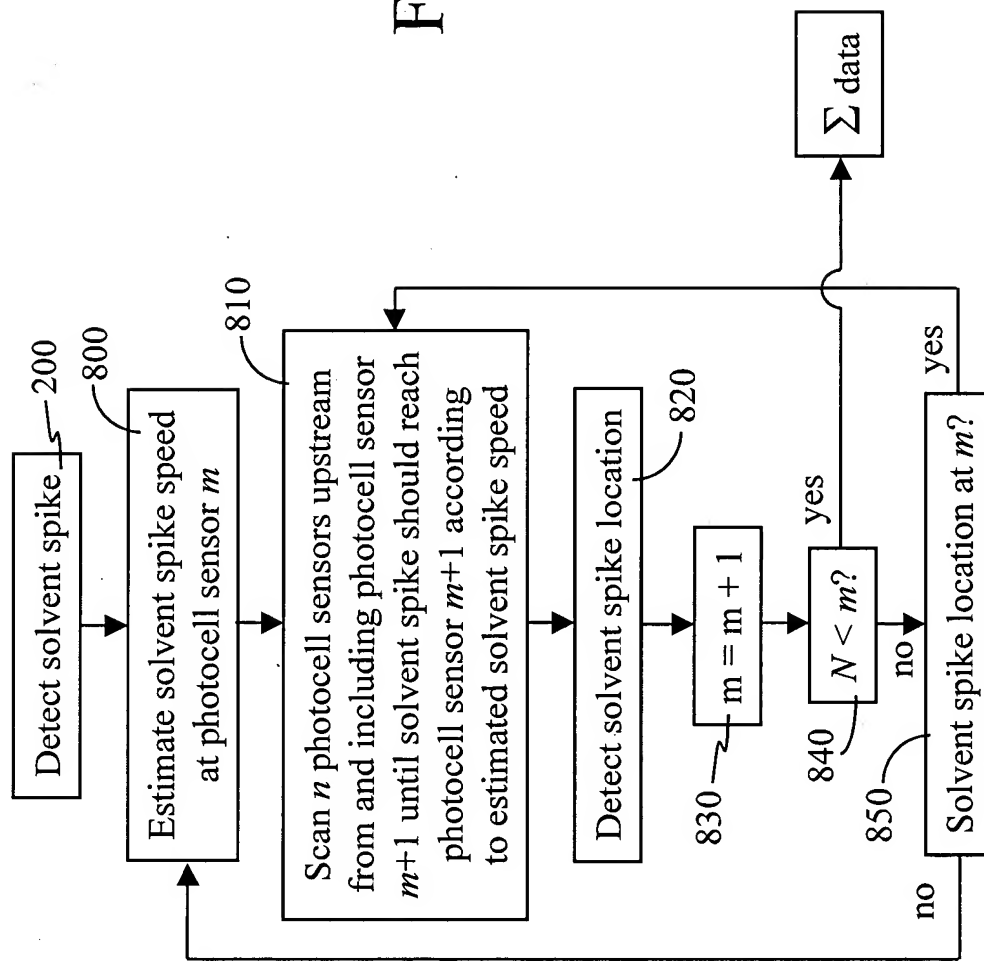 F
Detect solvent spike
200
800
Estimate solvent spike speed
at photocell sensor m
810
Scan n photocell sensors upstream
from and including photocell sensor
m+1 until solvent spike should reach
photocell sensor m+1 according
to estimated solvent spike speed
820
Detect solvent spike location
830
m = m + 1
840
N < m?
yes
no
Σ data
850
Solvent spike location at m?
no
yes